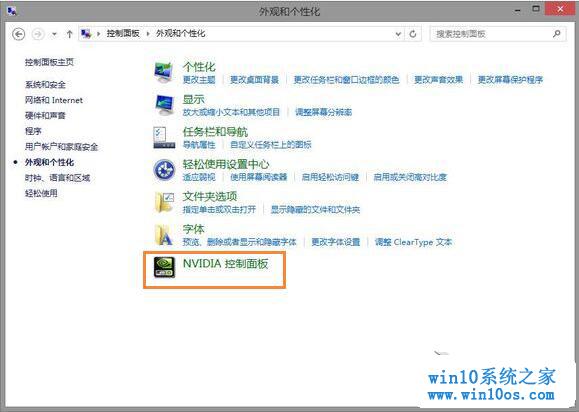 外观和个性化
控制面板 外观和个性化
搜索控制面板
控制面板主页
系统和安全
网络和 Internet
硬件和声音
程序
用户帐户和家庭安全
外观和个性化
时钟、语言和区域
轻松使用
个性化
更改主题 更改桌面背景 更改任务栏和窗口边框的颜色 更改声音效果 更改屏幕保护程序
显示
放大或缩小文本和其他项目 调整屏幕分辨率
任务栏和导航
导航属性 自定义任务栏上的图标
轻松使用设置中心
适应弱视 使用屏幕阅读器 启用轻松访问键 启用或关闭高对比度
文件夹选项
指定单击或双击打开 显示隐藏的文件和文件夹
字体
预览、删除或者显示和隐藏字体 更改字体设置 调整 ClearType 文本
NVIDIA 控制面板
win10系统之家
www.win10os.com